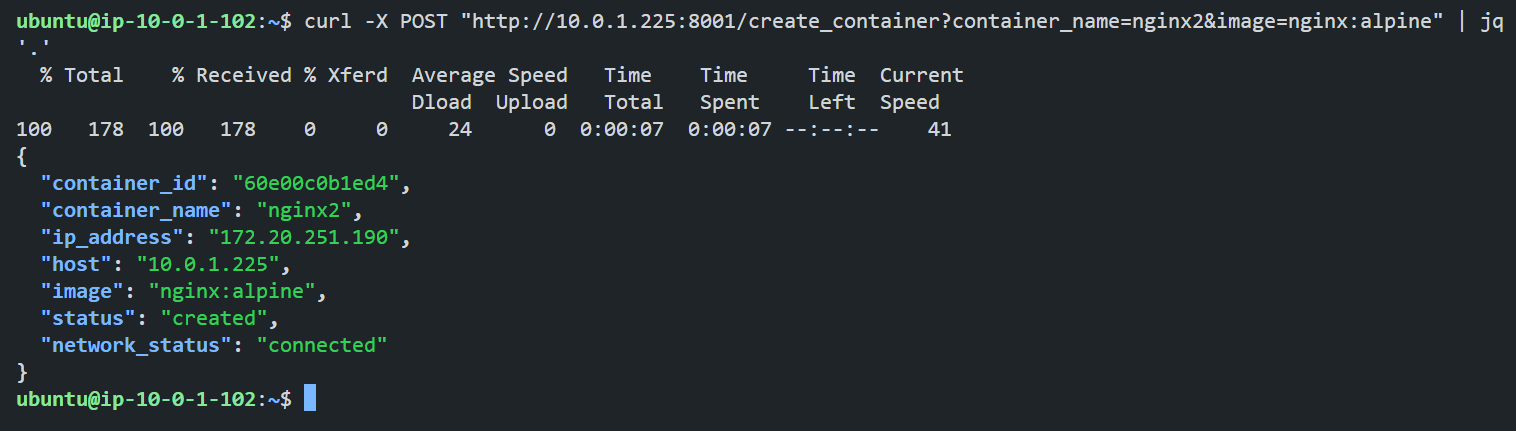 ubuntu@ip-10-0-1-102:~$ curl -X POST "http://10.0.1.225:8001/create_container?container_name=nginx2&image=nginx:alpine" | jq
'.'
  % Total    % Received % Xferd  Average Speed   Time    Time     Time  Current
                                 Dload  Upload   Total   Spent    Left  Speed
100   178  100   178    0     0     24      0  0:00:07  0:00:07 --:--:--    41
{
  "container_id": "60e00c0b1ed4",
  "container_name": "nginx2",
  "ip_address": "172.20.251.190",
  "host": "10.0.1.225",
  "image": "nginx:alpine",
  "status": "created",
  "network_status": "connected"
}
ubuntu@ip-10-0-1-102:~$